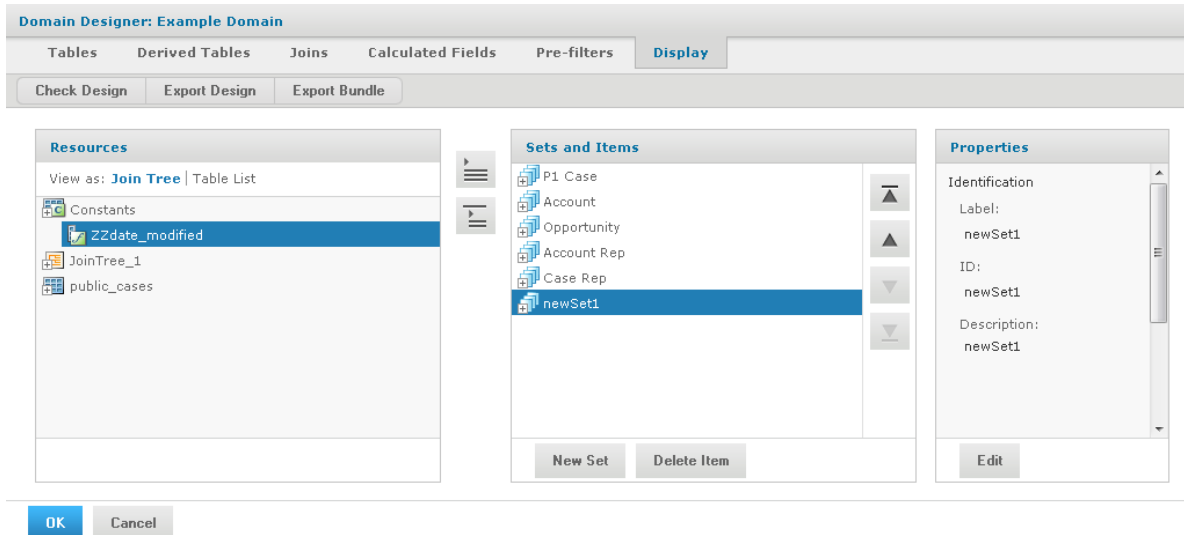 Domain Designer: Example Domain
Tables Derived Tables Joins Calculated Fields Pre-filters Display
Check Design Export Design Export Bundle
Resources
View as: Join Tree | Table List
Constants
ZZdate_modified
JoinTree_1
public_cases
Sets and Items
P1 Case
Account
Opportunity
Account Rep
Case Rep
newSet1
New Set Delete Item
Properties
Identification
Label:
newSet1
ID:
newSet1
Description:
newSet1
Edit
OK Cancel